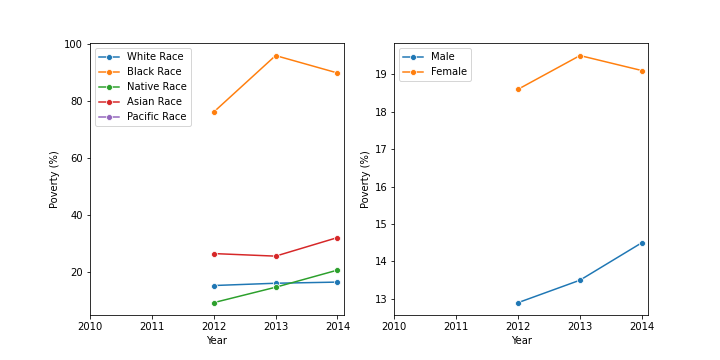 100
80
60
40
20
Poverty (%)
White Race
Black Race
Native Race
Asian Race
Pacific Race
2010 2011 2012 2013 2014
Year
19
18
17
16
15
14
13
Poverty (%)
Male
Female
2010 2011 2012 2013 2014
Year